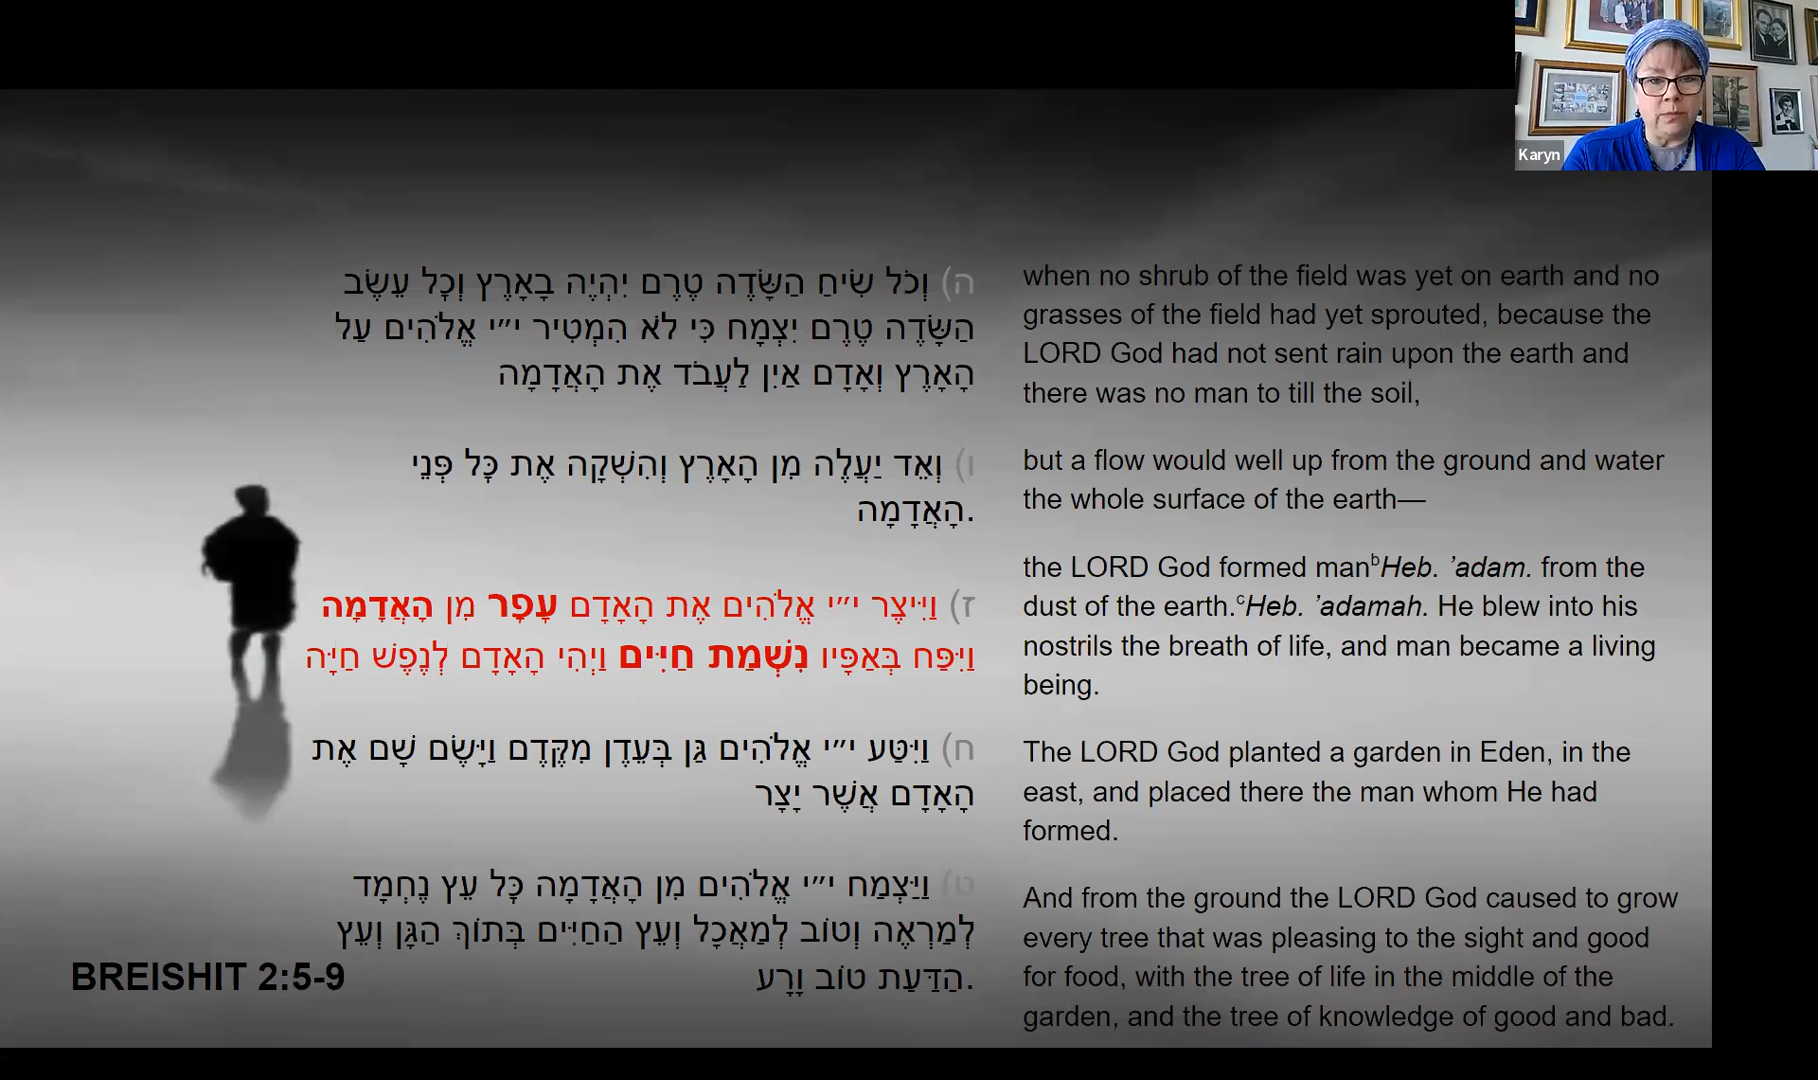 Karyn
ה) וְכֹל שִׂיחַ הַשָּׂדֶה טֶרֶם יִהְיֶה בָאָרֶץ וְכָל עֵשֶׂב
הַשָּׂדֶה טֶרֶם יִצְמָח כִּי לֹא הִמְטִיר י״י אֱלֹהִים עַל
הָאָרֶץ וְאָדָם אַיִן לַעֲבֹד אֶת הָאֲדָמָה
ו) וְאֵד יַעֲלֶה מִן הָאָרֶץ וְהִשְׁקָה אֶת כָּל פְּנֵי
הָאֲדָמָה.
ז) וַיִּיצֶר י״י אֱלֹהִים אֶת הָאָדָם עָפָר מִן הָאֲדָמָה
וַיִּפַּח בְּאַפָּיו נִשְׁמַת חַיִּים וַיְהִי הָאָדָם לְנֶפֶשׁ חַיָּה
ח) וַיִּטַּע י״י אֱלֹהִים גַּן בְּעֵדֶן מִקֶּדֶם וַיָּשֶׂם שָׁם אֶת
הָאָדָם אֲשֶׁר יָצָר
ט) וַיַּצְמַח י״י אֱלֹהִים מִן הָאֲדָמָה כָּל עֵץ נֶחְמָד
לְמַרְאֶה וְטוֹב לְמַאֲכָל וְעֵץ הַחַיִּים בְּתוֹךְ הַגָּן וְעֵץ
הַדַּעַת טוֹב וָרָע.
when no shrub of the field was yet on earth and no
grasses of the field had yet sprouted, because the
LORD God had not sent rain upon the earth and
there was no man to till the soil,
but a flow would well up from the ground and water
the whole surface of the earth—
the LORD God formed manᵇHeb. ’adam. from the
dust of the earth.ᶜHeb. ’adamah. He blew into his
nostrils the breath of life, and man became a living
being.
The LORD God planted a garden in Eden, in the
east, and placed there the man whom He had
formed.
And from the ground the LORD God caused to grow
every tree that was pleasing to the sight and good
for food, with the tree of life in the middle of the
garden, and the tree of knowledge of good and bad.
BREISHIT 2:5-9